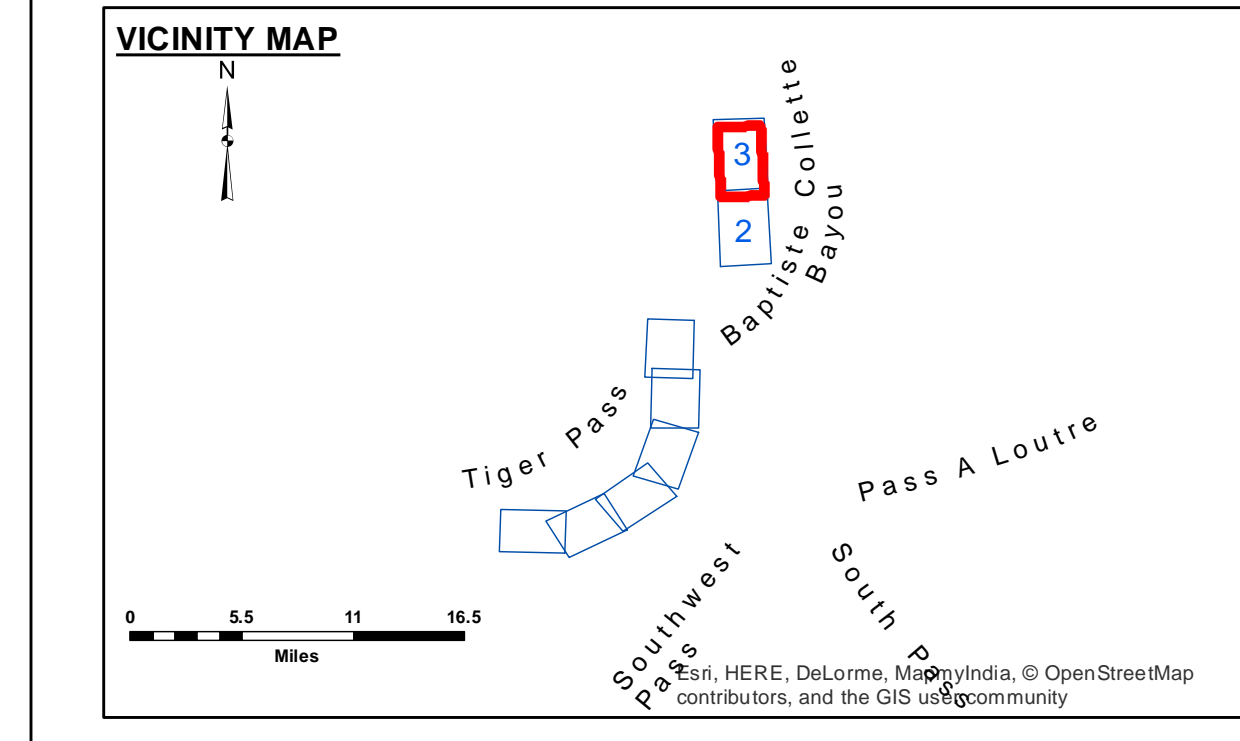 VICINITY MAP
N
3
2
Baptiste Collette
Bayou
Tiger Pass
Pass A Loutre
Southwest
Pass
South Pass
0 5.5 11 16.5
Miles
Esri, HERE, DeLorme, MapmyIndia, © OpenStreetMap
contributors, and the GIS user community